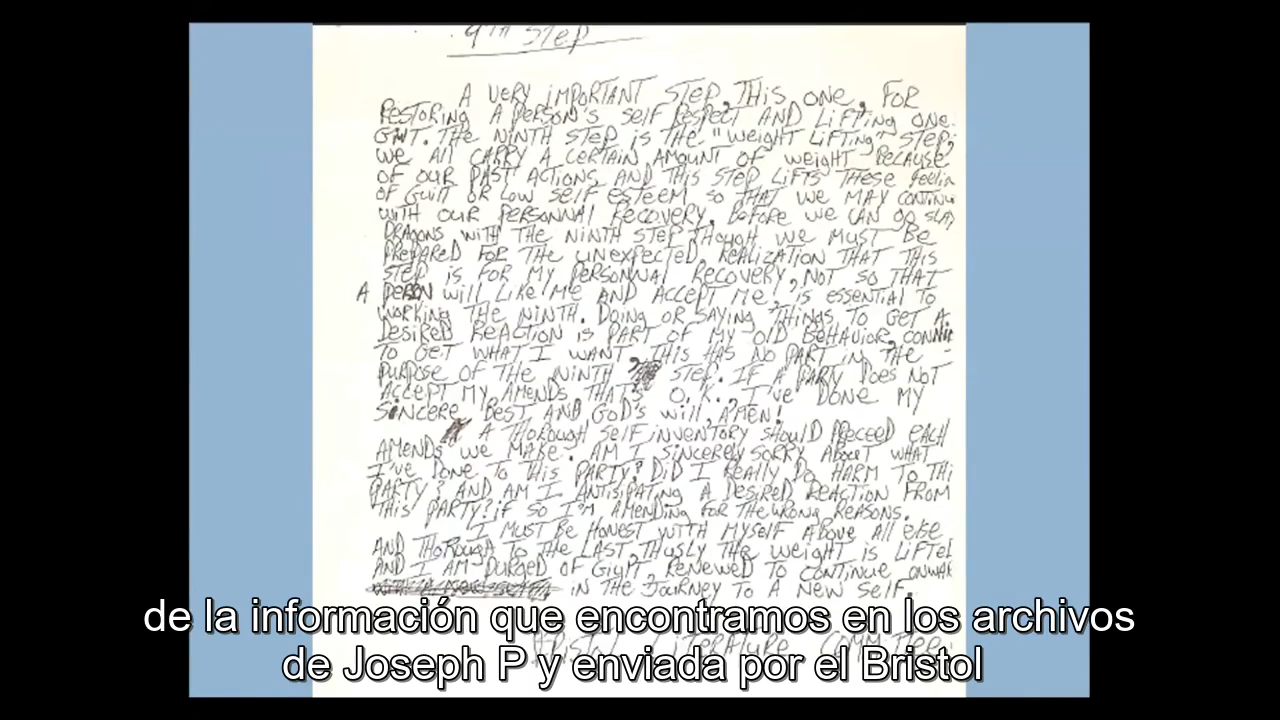 9TH STEP
A VERY IMPORTANT STEP, THIS ONE, FOR
RESTORING A PERSON'S SELF RESPECT AND LIFTING ONE
GUILT. THE NINTH STEP IS THE "WEIGHT LIFTING" STEP,
WE ALL CARRY A CERTAIN AMOUNT OF WEIGHT BECAUSE
OF OUR PAST ACTIONS, AND THIS STEP LIFTS THESE feelin
OF GUILT OR LOW SELF ESTEEM SO THAT WE MAY CONTINU
WITH OUR PERSONNAL RECOVERY. BEFORE WE CAN GO SLAY
DRAGONS WITH THE NINTH STEP THOUGH WE MUST BE
PREPARED FOR THE UNEXPECTED. REALIZATION THAT THIS
STEP IS FOR MY PERSONNAL RECOVERY, NOT SO THAT
A PERSON WILL LIKE ME AND ACCEPT ME, IS ESSENTIAL TO
WORKING THE NINTH. DOING OR SAYING THINGS TO GET A
DESIRED REACTION IS PART OF MY OLD BEHAVIOR, CONNI
TO GET WHAT I WANT, THIS HAS NO PART IN THE -
PURPOSE OF THE NINTH STEP. IF A PARTY DOES NOT
ACCEPT MY AMENDS, THAT'S O.K., I'VE DONE MY
SINCERE BEST AND GOD'S WILL, AMEN!
A THOROUGH SELF INVENTORY SHOULD PRECEED EACH
AMENDS WE MAKE. AM I SINCERELY SORRY ABOUT WHAT
I'VE DONE TO THIS PARTY? DID I REALLY DO HARM TO THI
PARTY? AND AM I ANTISIPATING A DESIRED REACTION FROM
THIS PARTY? IF SO I'M AMENDING FOR THE WRONG REASONS.
I MUST BE HONEST WITH MYSELF ABOVE ALL ELSE
AND THOROUGH TO THE LAST, THUSLY THE WEIGHT IS LIFTED
AND I AM PURGED OF GUILT. RENEWED TO CONTINUE ONWAR
IN THE JOURNEY TO A NEW SELF.
BRISTOL LITERATURE COMMITTEE
de la información que encontramos en los archivos
de Joseph P y enviada por el Bristol